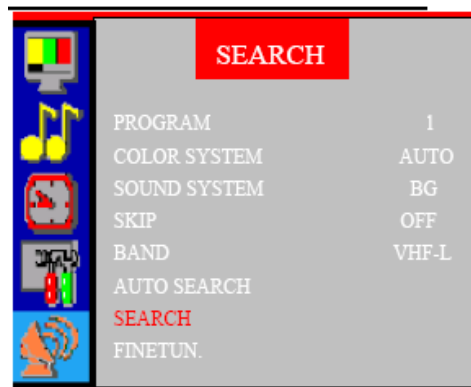 SEARCH
PROGRAM 1
COLOR SYSTEM AUTO
SOUND SYSTEM BG
SKIP OFF
BAND VHF-L
AUTO SEARCH
SEARCH
FINETUN.